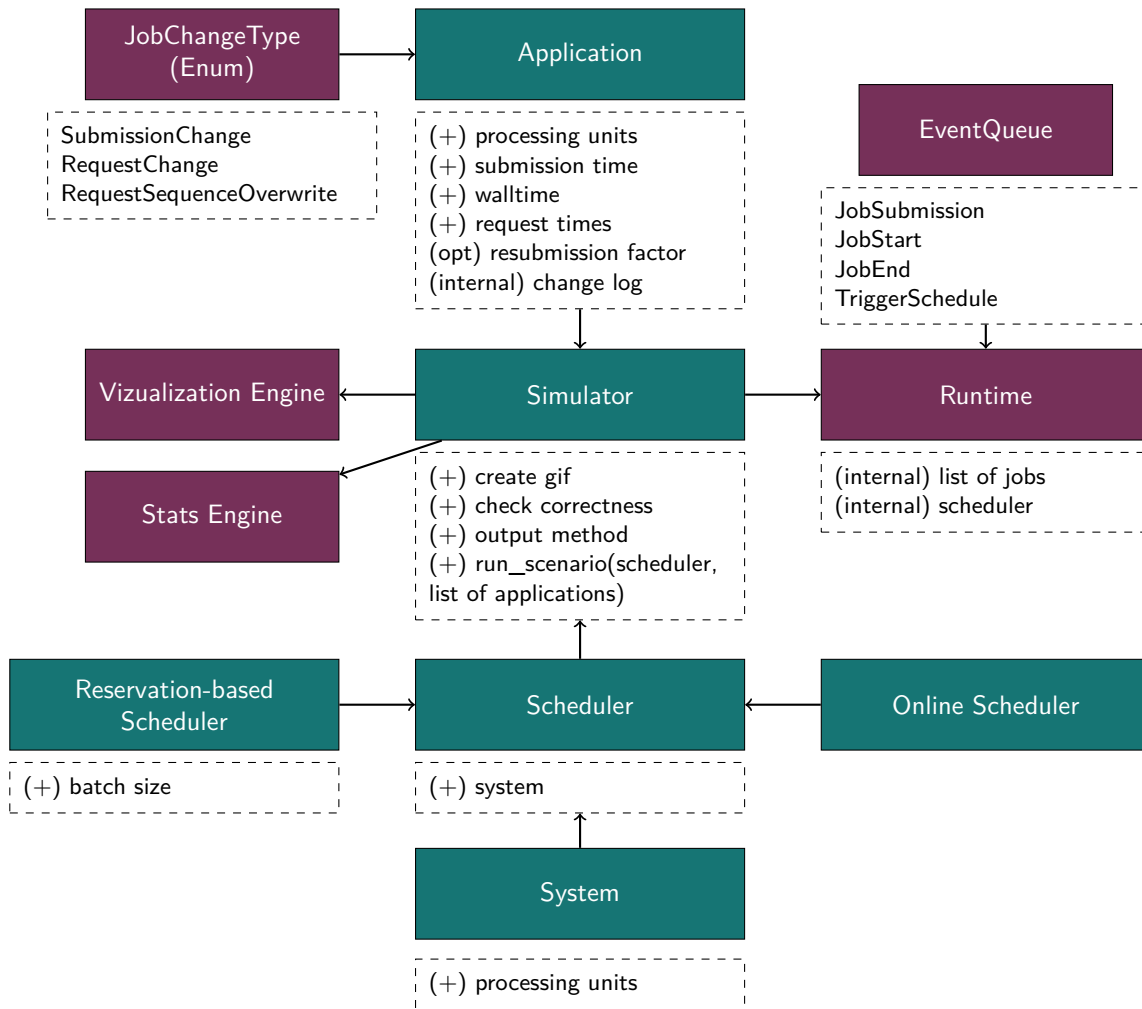 JobChangeType
(Enum)
Application
SubmissionChange
RequestChange
RequestSequenceOverwrite
(+) processing units
(+) submission time
(+) walltime
(+) request times
(opt) resubmission factor
(internal) change log
EventQueue
JobSubmission
JobStart
JobEnd
TriggerSchedule
Vizualization Engine
Simulator
Runtime
Stats Engine
(+) create gif
(+) check correctness
(+) output method
(+) run_scenario(scheduler,
list of applications)
(internal) list of jobs
(internal) scheduler
Reservation-based
Scheduler
Scheduler
Online Scheduler
(+) batch size
(+) system
System
(+) processing units